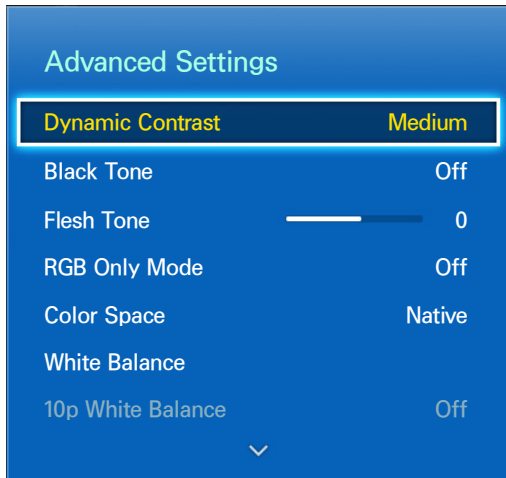 Advanced Settings
Dynamic Contrast Medium
Black Tone Off
Flesh Tone 0
RGB Only Mode Off
Color Space Native
White Balance
10p White Balance Off